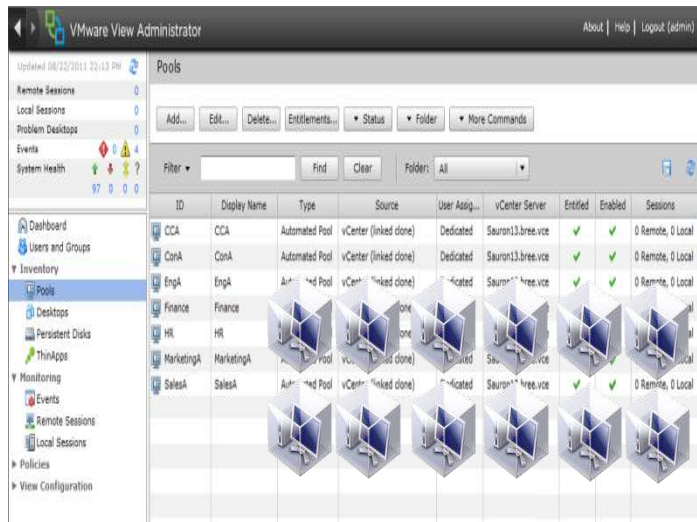 VMware View Administrator
About | Help | Logout (admin)
Updated 08/22/2011 22:13 PM
Remote Sessions 0
Local Sessions 0
Problem Desktops 0
Events 0 4
System Health ?
97 0 0 0
Dashboard
Users and Groups
Inventory
Pools
Desktops
Persistent Disks
ThinApps
Monitoring
Events
Remote Sessions
Local Sessions
Policies
View Configuration
Pools
Add... Edit... Delete... Entitlements... Status Folder More Commands
Filter Find Clear Folder: All
ID Display Name Type Source User Assig... vCenter Server Entitled Enabled Sessions
CCA CCA Automated Pool vCenter (linked clone) Dedicated Sauron13.bree.vce 0 Remote, 0 Local
ConA ConA Automated Pool vCenter (linked clone) Dedicated Sauron13.bree.vce 0 Remote, 0 Local
EngA EngA 0 Remote, 0 Local
Finance Finance
HR HR
MarketingA MarketingA
SalesA SalesA 0 Remote, 0 Local